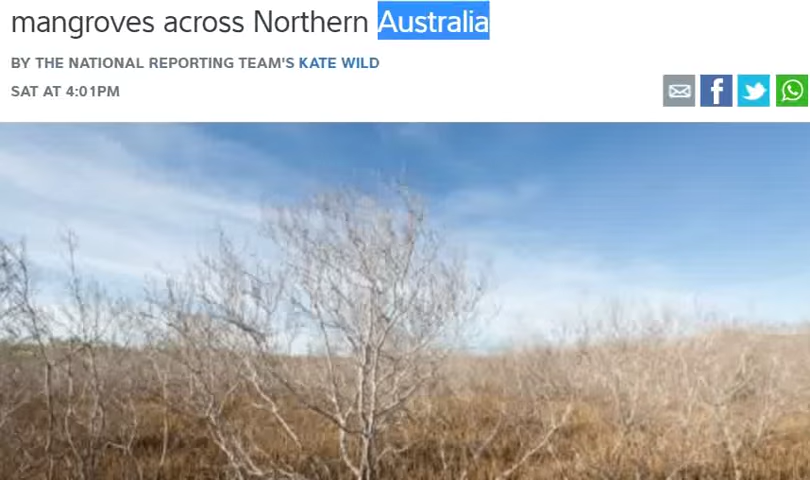 mangroves across Northern Australia
BY THE NATIONAL REPORTING TEAM'S KATE WILD
SAT AT 4:01PM